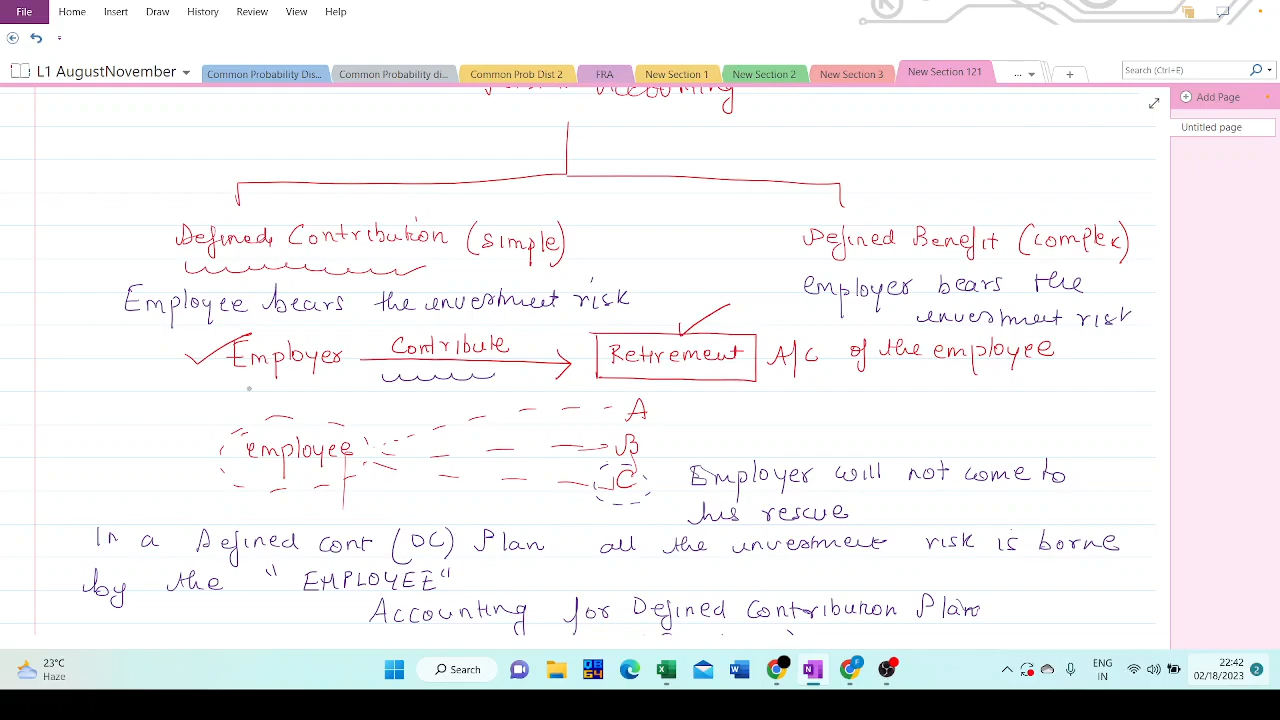 File Home Insert Draw History Review View Help
L1 AugustNovember Common Probability Dis... Common Probability di... Common Prob Dist 2 FRA New Section 1 New Section 2 New Section 3 New Section 121 ... + Search (Ctrl+E)
Add Page
Untitled page
Accounting
Defined Contribution (simple)
Defined Benefit (complex)
Employee bears the investment risk
employer bears the
investment risk
Employer Contribute Retirement A/C of the employee
A
employee B
C
Employer will not come to
his rescue
In a Defined cont (DC) Plan all the investment risk is borne
by the "EMPLOYEE"
Accounting for Defined Contribution Plans
23°C
Haze
Search
ENG
IN
22:42
02/18/2023
2